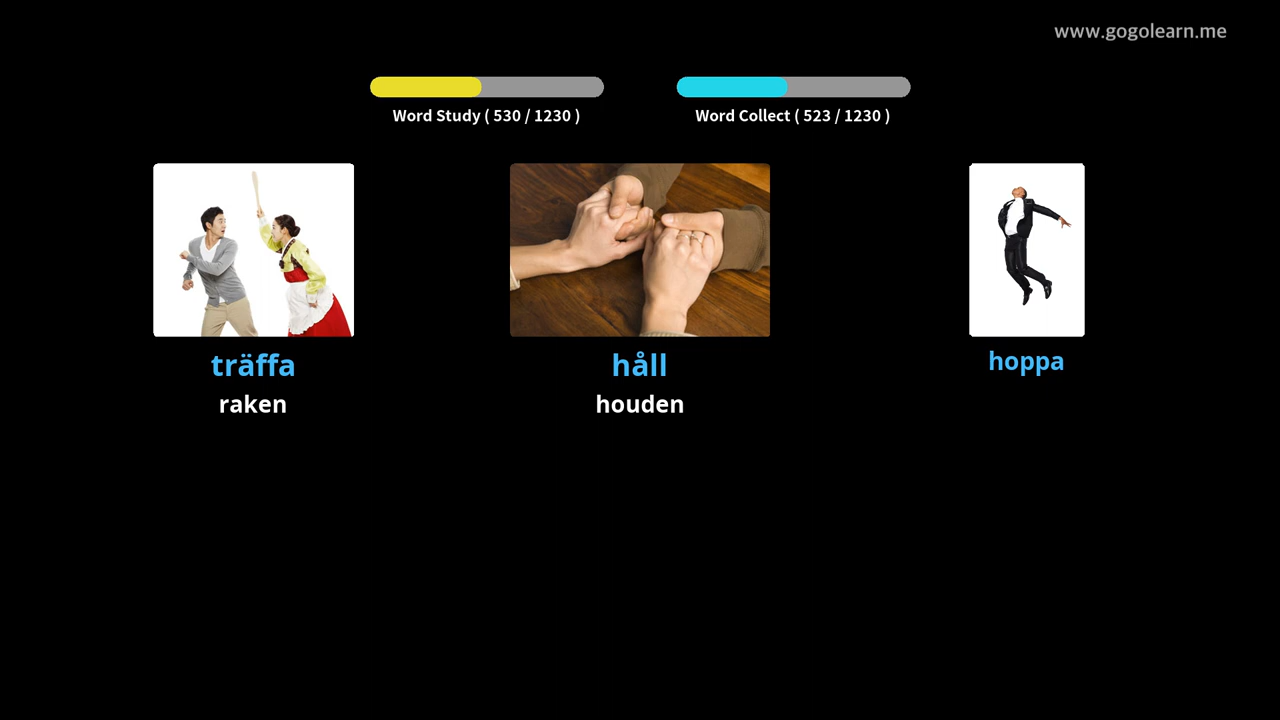 www.gogolearn.me
Word Study ( 530 / 1230 )
Word Collect ( 523 / 1230 )
träffa
håll
hoppa
raken
houden